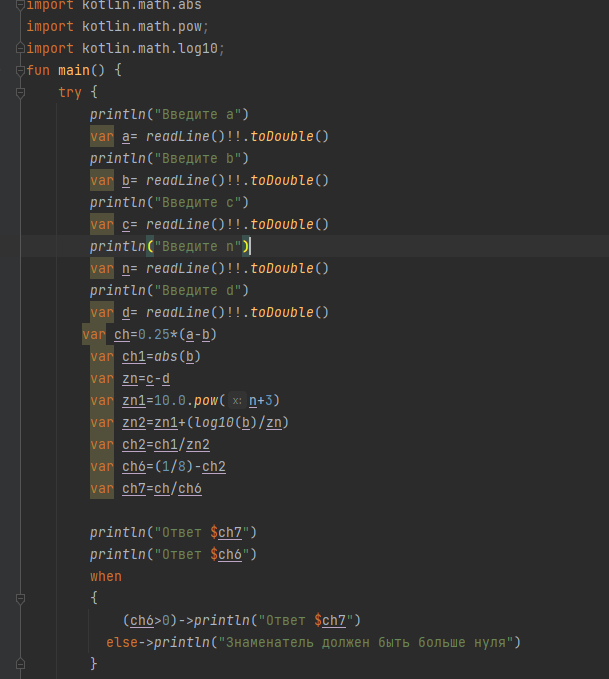 import kotlin.math.abs
import kotlin.math.pow;
import kotlin.math.log10;
fun main() {
try {
println("Введите a")
var a= readLine()!!.toDouble()
println("Введите b")
var b= readLine()!!.toDouble()
println("Введите c")
var c= readLine()!!.toDouble()
println("Введите n")
var n= readLine()!!.toDouble()
println("Введите d")
var d= readLine()!!.toDouble()
var ch=0.25*(a-b)
var ch1=abs(b)
var zn=c-d
var zn1=10.0.pow( x: n+3)
var zn2=zn1+(log10(b)/zn)
var ch2=ch1/zn2
var ch6=(1/8)-ch2
var ch7=ch/ch6
println("Ответ $ch7")
println("Ответ $ch6")
when
{
(ch6>0)->println("Ответ $ch7")
else->println("Знаменатель должен быть больше нуля")
}